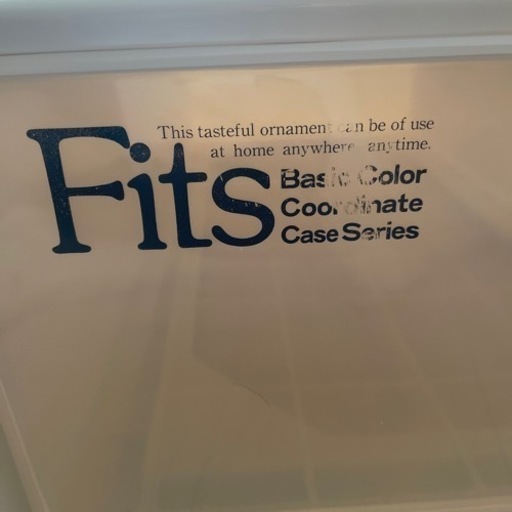 Fits
This tasteful ornament can be of use
at home anywhere anytime.
Basic Color
Coordinate
Case Series